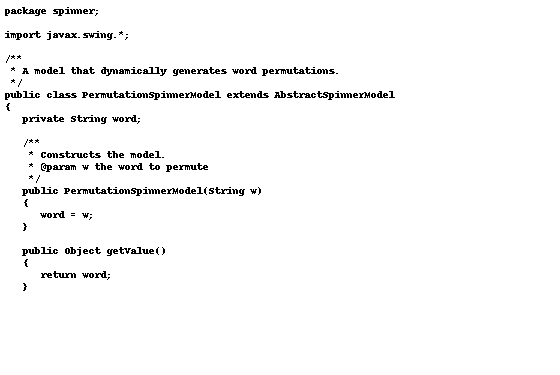 package spinner;
import javax.swing.*;
/**
 * A model that dynamically generates word permutations.
 */
public class PermutationSpinnerModel extends AbstractSpinnerModel
{
   private String word;
   /**
    * Constructs the model.
    * @param w the word to permute
    */
   public PermutationSpinnerModel(String w)
   {
      word = w;
   }
   public Object getValue()
   {
      return word;
   }